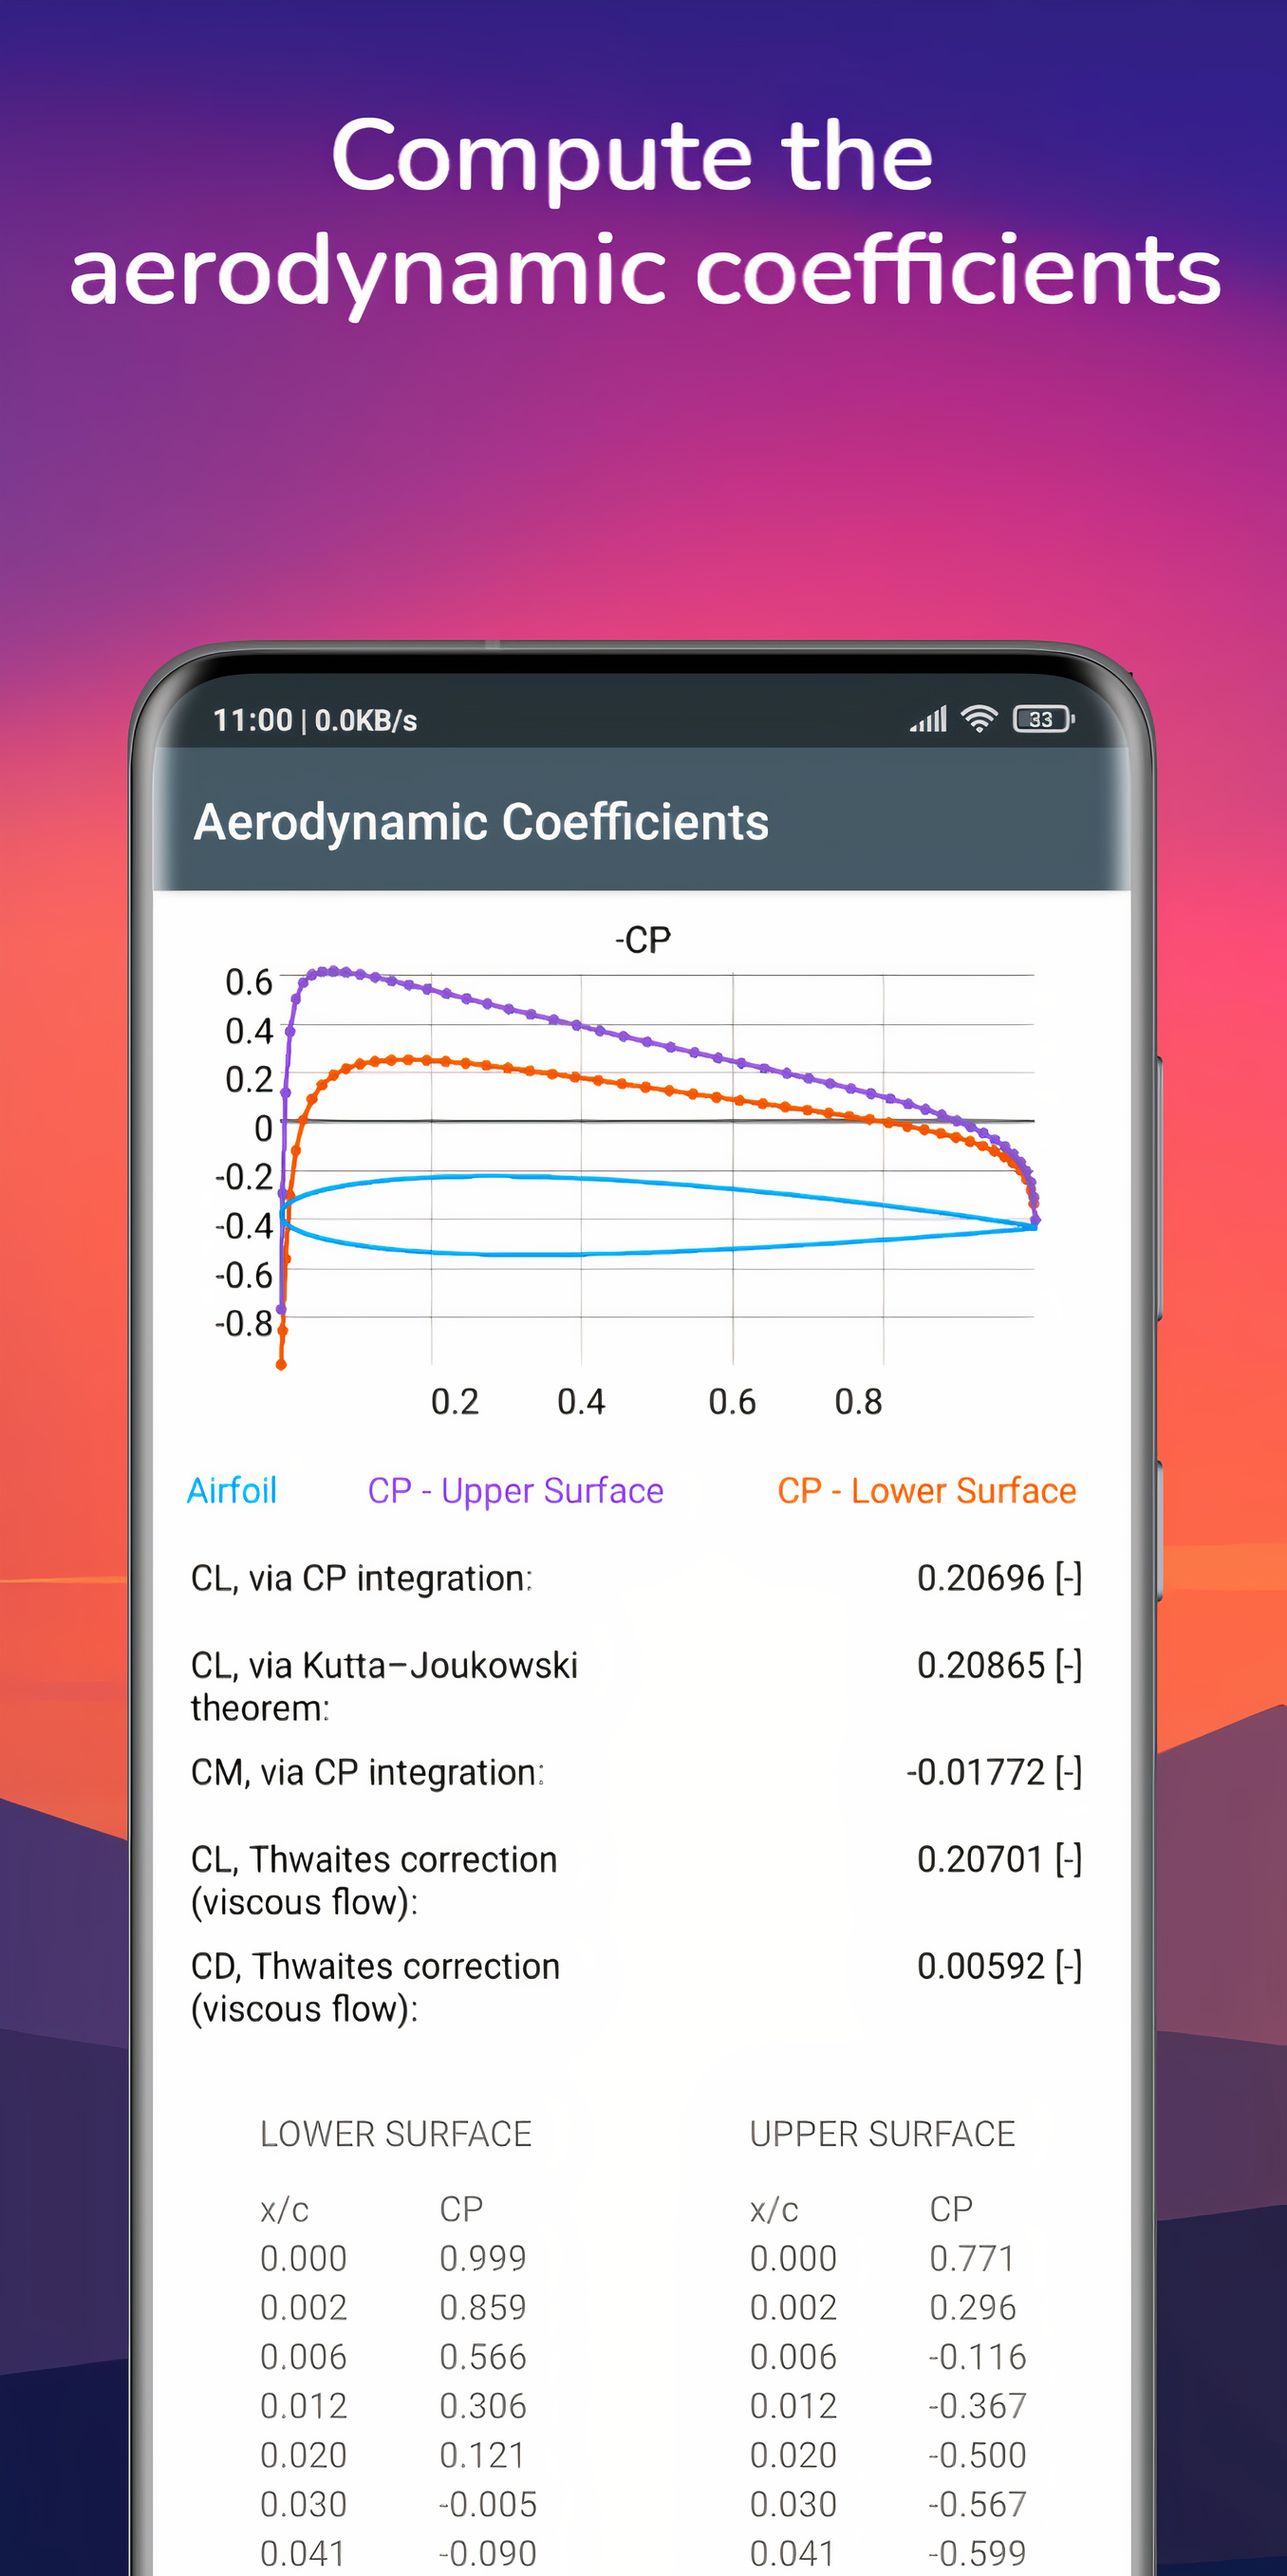 Compute the
aerodynamic coefficients
11:00 | 0.0KB/s
33
Aerodynamic Coefficients
-CP
0.6
0.4
0.2
0
-0.2
-0.4
-0.6
-0.8
0.2 0.4 0.6 0.8
Airfoil CP - Upper Surface CP - Lower Surface
CL, via CP integration: 0.20696 [-]
CL, via Kutta–Joukowski 0.20865 [-]
theorem:
CM, via CP integration: -0.01772 [-]
CL, Thwaites correction 0.20701 [-]
(viscous flow):
CD, Thwaites correction 0.00592 [-]
(viscous flow):
LOWER SURFACE UPPER SURFACE
x/c CP x/c CP
0.000 0.999 0.000 0.771
0.002 0.859 0.002 0.296
0.006 0.566 0.006 -0.116
0.012 0.306 0.012 -0.367
0.020 0.121 0.020 -0.500
0.030 -0.005 0.030 -0.567
0.041 -0.090 0.041 -0.599